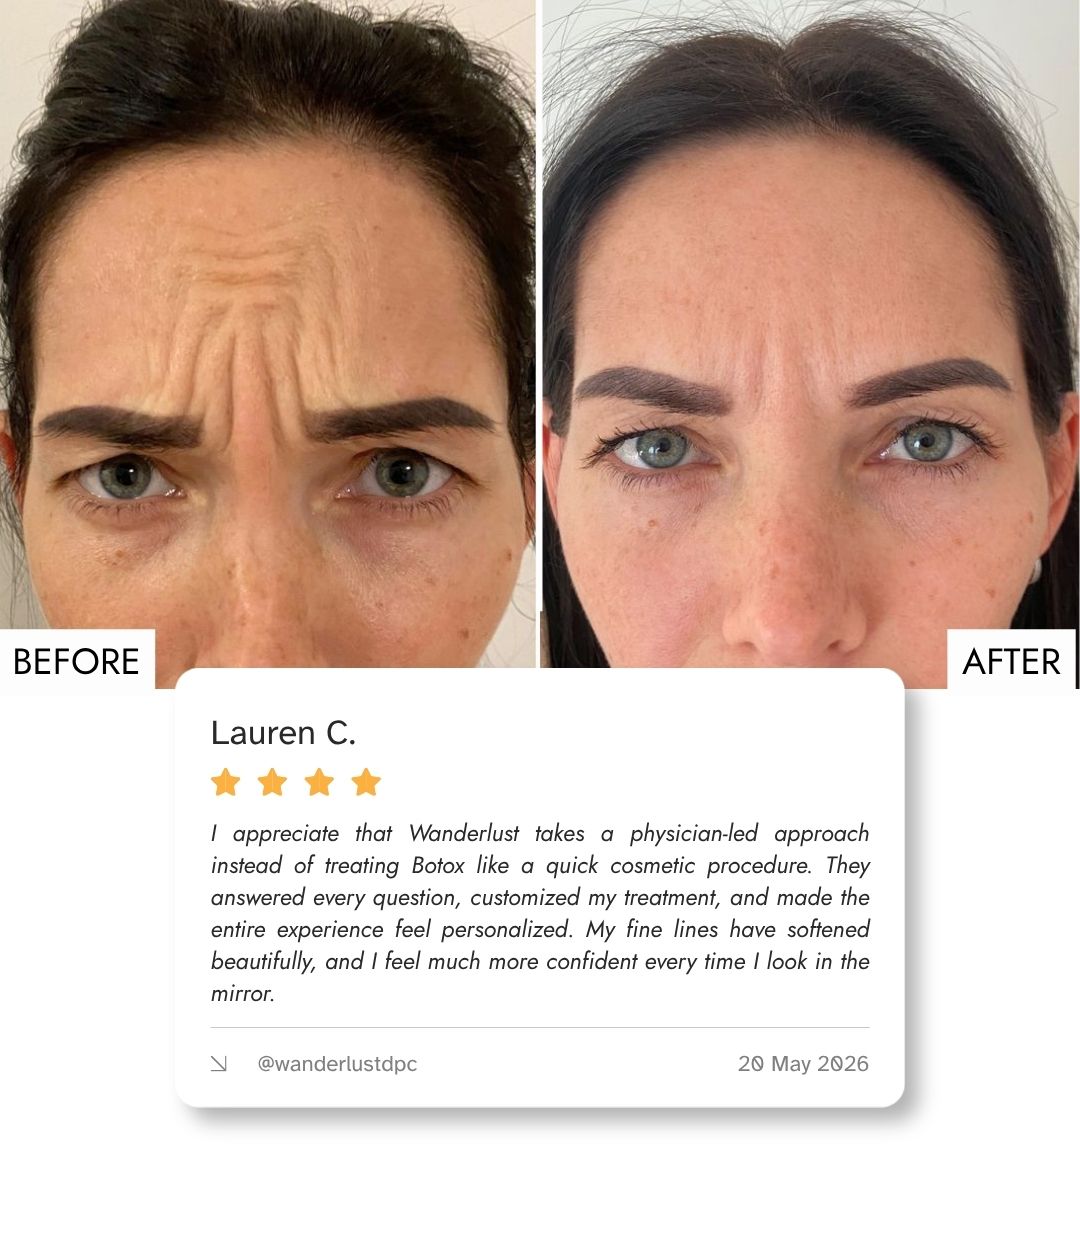 BEFORE
AFTER
Lauren C.
I appreciate that Wanderlust takes a physician-led approach
instead of treating Botox like a quick cosmetic procedure. They
answered every question, customized my treatment, and made the
entire experience feel personalized. My fine lines have softened
beautifully, and I feel much more confident every time I look in the
mirror.
@wanderlustdpc
20 May 2026